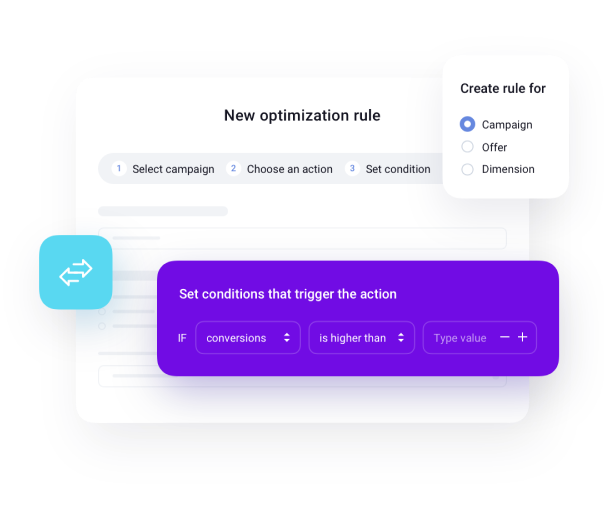 Create rule for
New optimization rule
Campaign
Offer
Dimension
1 Select campaign 2 Choose an action 3 Set condition
Set conditions that trigger the action
IF conversions is higher than Type value − +